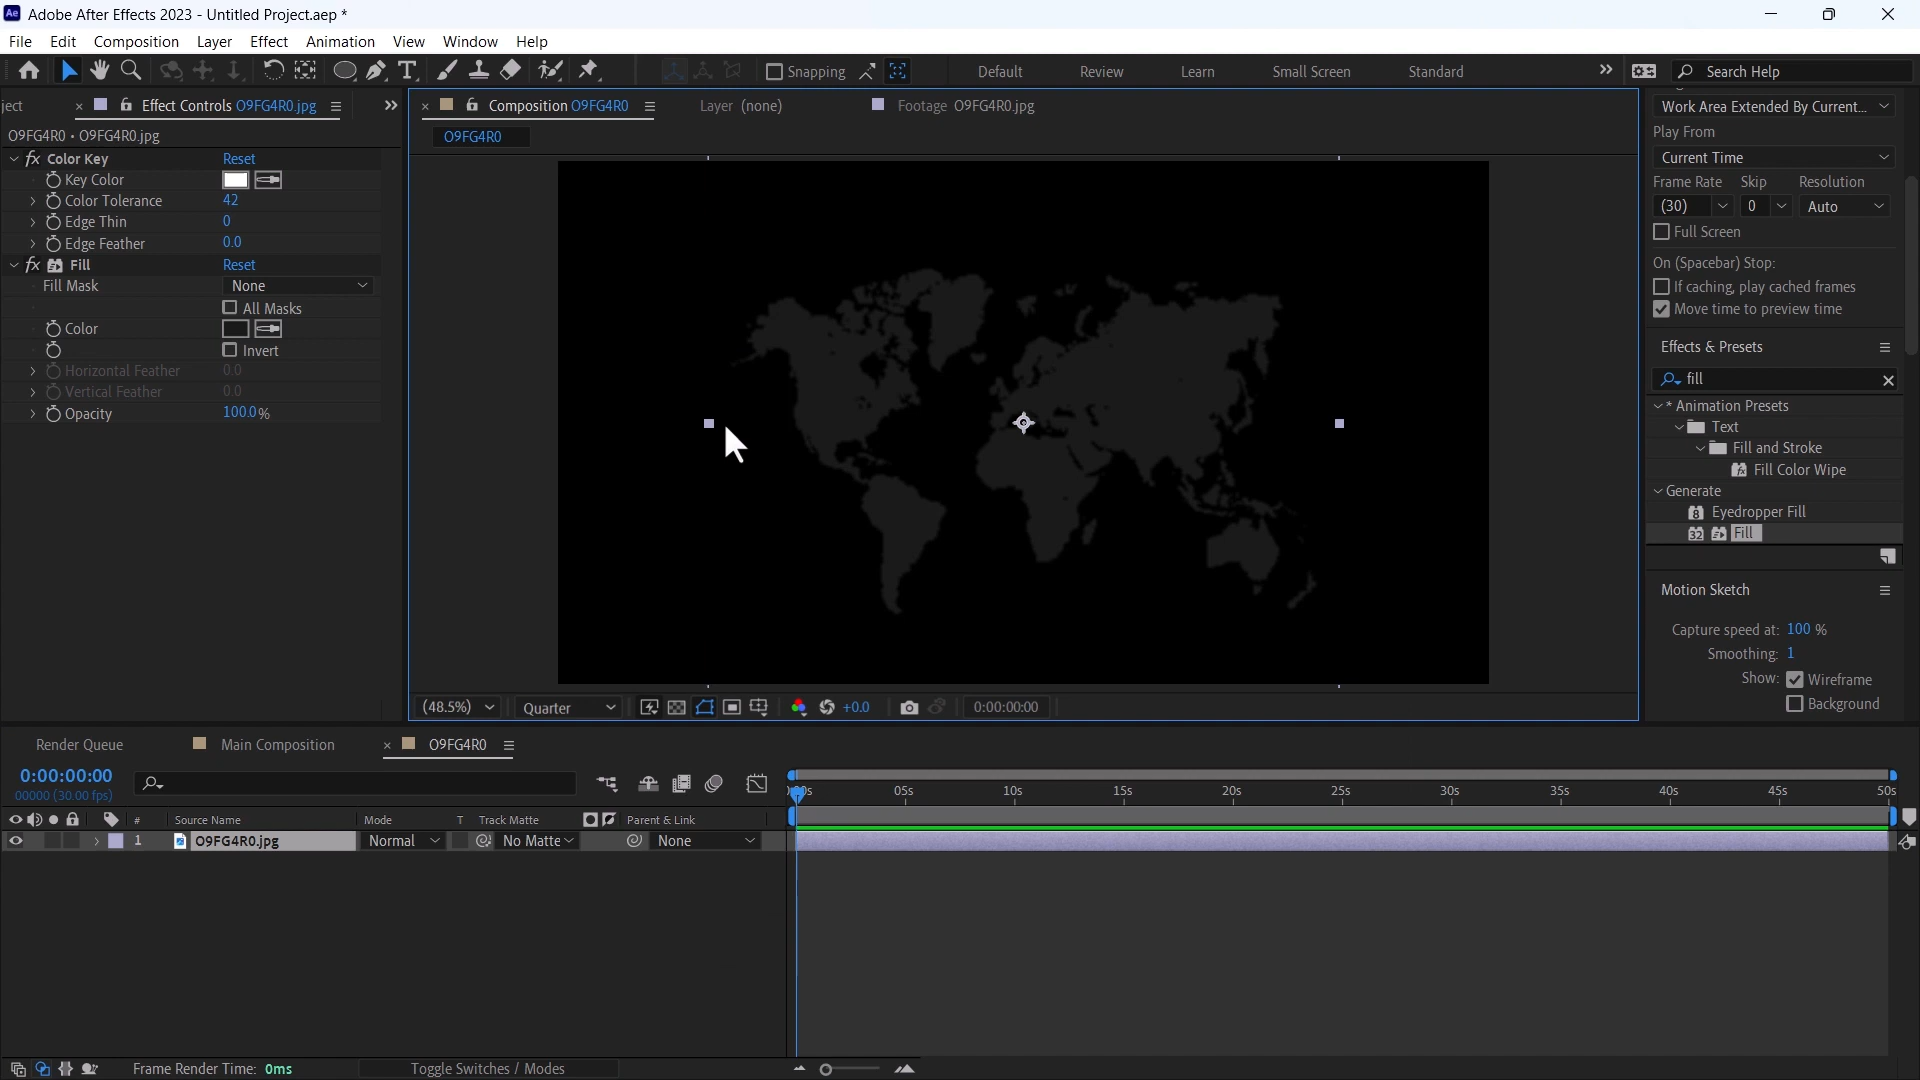 Adobe After Effects 2023 - Untitled Project.aep *
File Edit Composition Layer Effect Animation View Window Help
Snapping Default Review Learn Small Screen Standard Search Help
ject Effect Controls O9FG4R0.jpg Composition O9FG4R0 Layer (none) Footage O9FG4R0.jpg
O9FG4R0 • O9FG4R0.jpg
O9FG4R0
fx Color Key Reset
Key Color
Color Tolerance 42
Edge Thin 0
Edge Feather 0.0
fx Fill Reset
Fill Mask None
All Masks
Color
Invert
Horizontal Feather 0.0
Vertical Feather 0.0
Opacity 100.0%
(48.5%) Quarter +0.0 0:00:00:00
Work Area Extended By Current...
Play From
Current Time
Frame Rate Skip Resolution
(30) 0 Auto
Full Screen
On (Spacebar) Stop:
If caching, play cached frames
Move time to preview time
Effects & Presets
fill
* Animation Presets
Text
Fill and Stroke
Fill Color Wipe
Generate
8 Eyedropper Fill
32 Fill
Motion Sketch
Capture speed at: 100 %
Smoothing: 1
Show: Wireframe
Background
Render Queue Main Composition O9FG4R0
0:00:00:00
00000 (30.00 fps)
05s 10s 15s 20s 25s 30s 35s 40s 45s 50s
# Source Name Mode T Track Matte Parent & Link
1 O9FG4R0.jpg Normal No Matte None
Frame Render Time: 0ms Toggle Switches / Modes